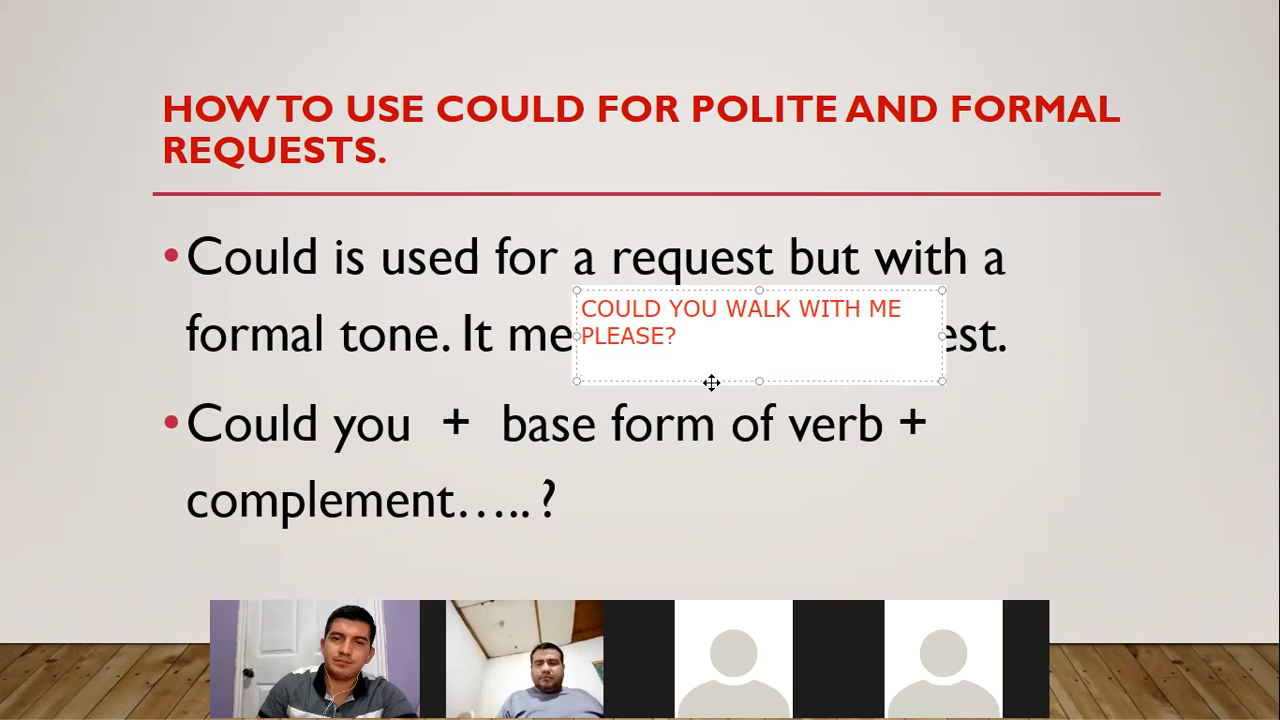 HOW TO USE COULD FOR POLITE AND FORMAL
REQUESTS.
• Could is used for a request but with a
formal tone. It me
COULD YOU WALK WITH ME
PLEASE?
est.
• Could you + base form of verb +
complement….. ?